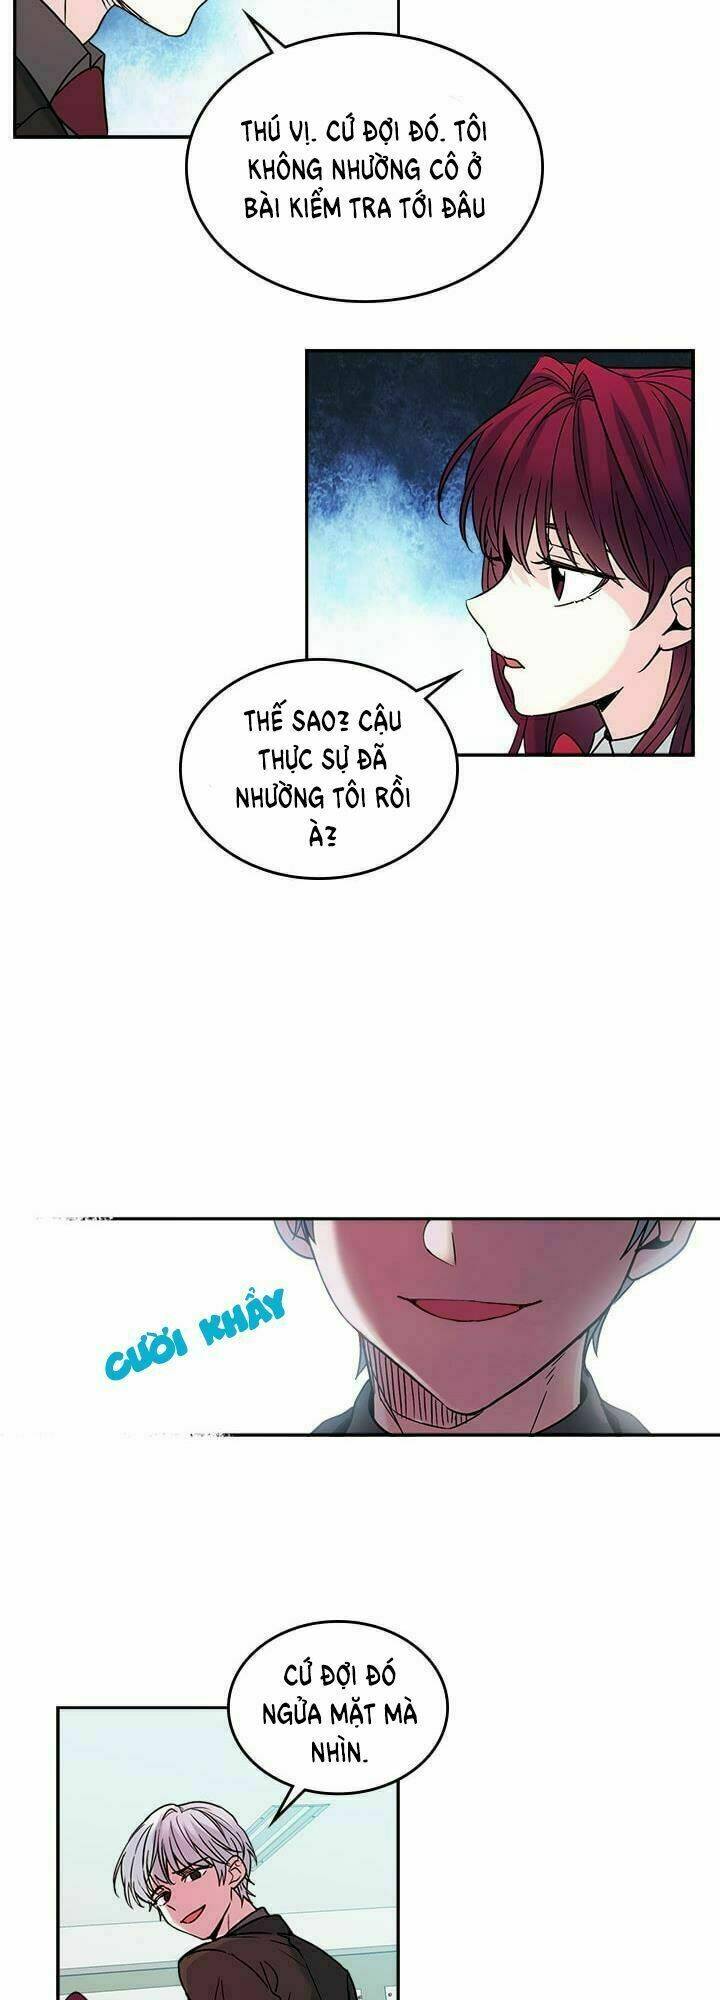 THÚ VỊ. CỨ ĐỢI ĐÓ. TÔI
KHÔNG NHƯỜNG CÔ Ở
BÀI KIỂM TRA TỚI ĐÂU
THẾ SAO? CẬU
THỰC SỰ ĐÃ
NHƯỜNG TÔI RỒI
À?
CƯỜI KHẨY
CỨ ĐỢI ĐÓ
NGỬA MẶT MÀ
NHÌN.